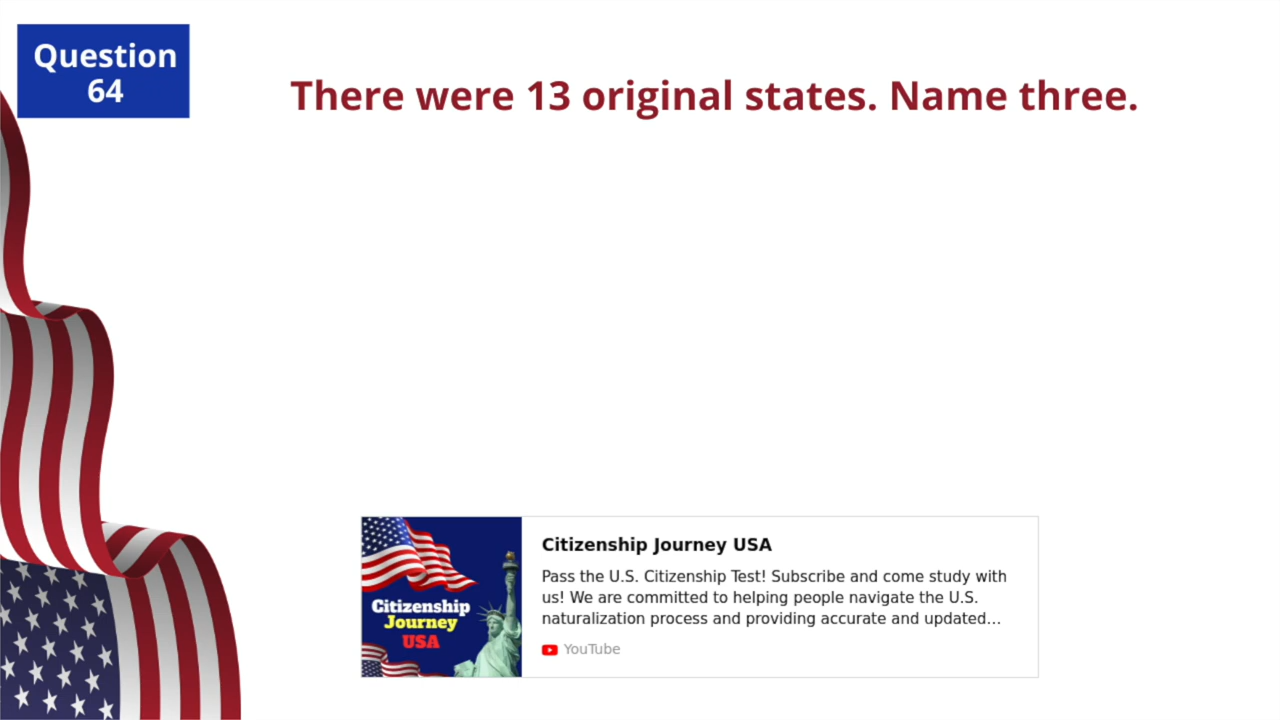 Question
64
There were 13 original states. Name three.
Citizenship Journey USA
Pass the U.S. Citizenship Test! Subscribe and come study with
us! We are committed to helping people navigate the U.S.
naturalization process and providing accurate and updated...
YouTube
Citizenship
Journey
USA